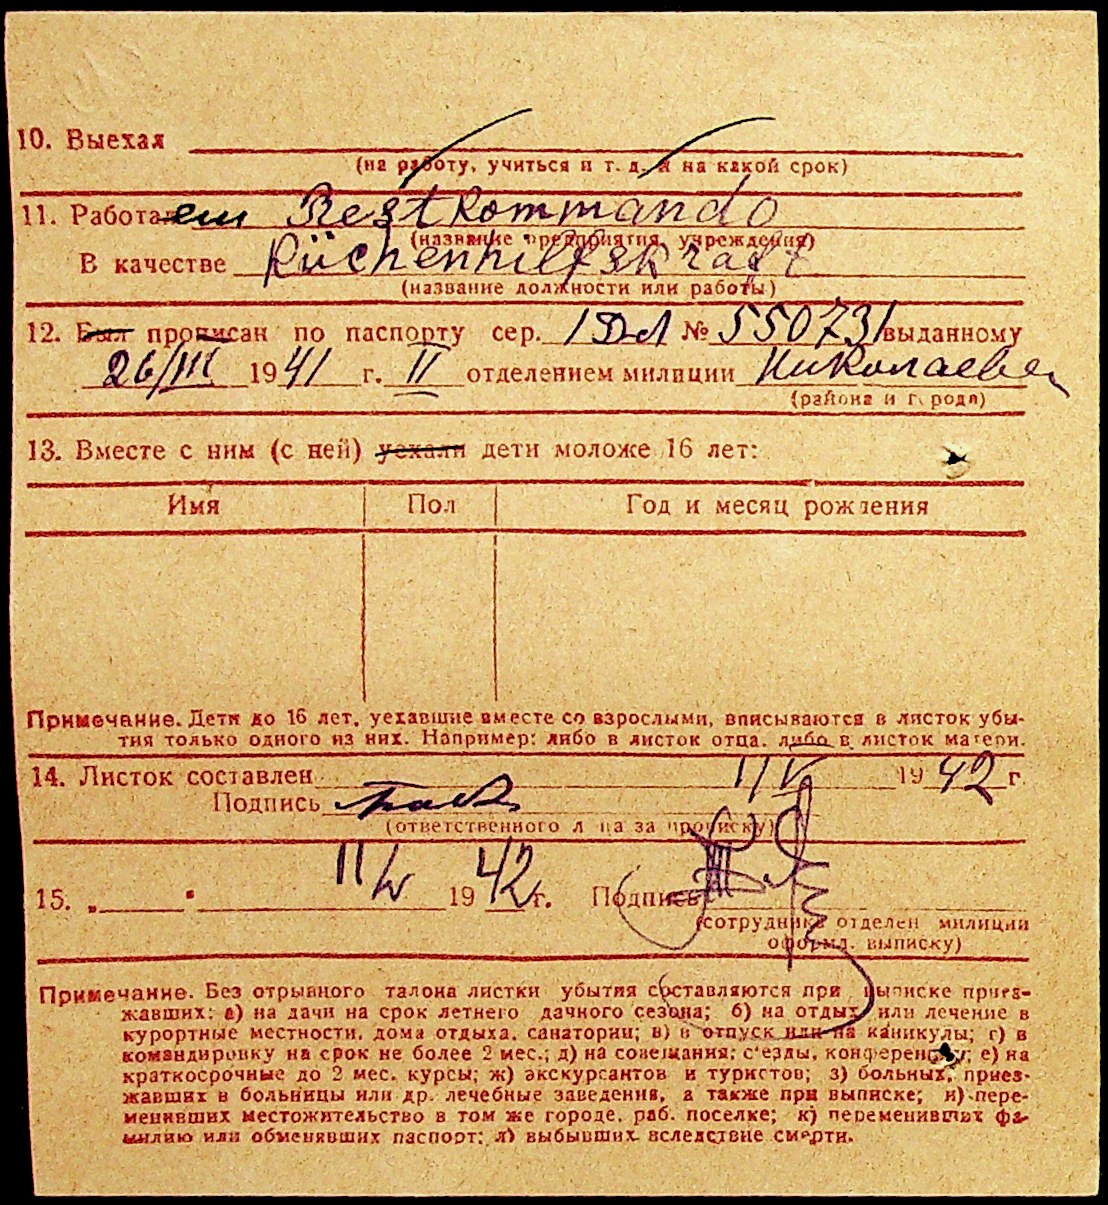 10. Выехал
(на работу, учиться и т. д. и на какой срок)
11. Работает Restkommando
(название предприятия, учреждения)
В качестве Küchenhilfskraft
(название должности или работы)
12. Был прописан по паспорту сер. № 550731 выданному
26/III 1941 г. II отделением милиции Николаевск
(района и города)
13. Вместе с ним (с ней) уехали дети моложе 16 лет:
Имя Пол Год и месяц рождения
Примечание. Дети до 16 лет, уехавшие вместе со взрослыми, вписываются в листок убы-
тия только одного из них. Например: либо в листок отца, либо в листок матери.
14. Листок составлен 1/V 1942 г.
Подпись
(ответственного лица за прописку)
15. „ " 11/V 1942 г. Подпись
(сотрудника отделен милиции
оформл. выписку)
Примечание. Без отрывного талона листки убытия составляются при выписке приез-
жавших: а) на дачи на срок летнего дачного сезона; б) на отдых или лечение в
курортные местности, дома отдыха, санатории; в) в отпуск или на каникулы; г) в
командировку на срок не более 2 мес.; д) на совещания, с'езды, конференции; е) на
краткосрочные до 2 мес. курсы; ж) экскурсантов и туристов; з) больных, приез-
жавших в больницы или др. лечебные заведения, а также при выписке; и) пере-
менивших местожительство в том же городе, раб. поселке; к) переменивших фа-
милию или обменявших паспорт; л) выбывших вследствие смерти.